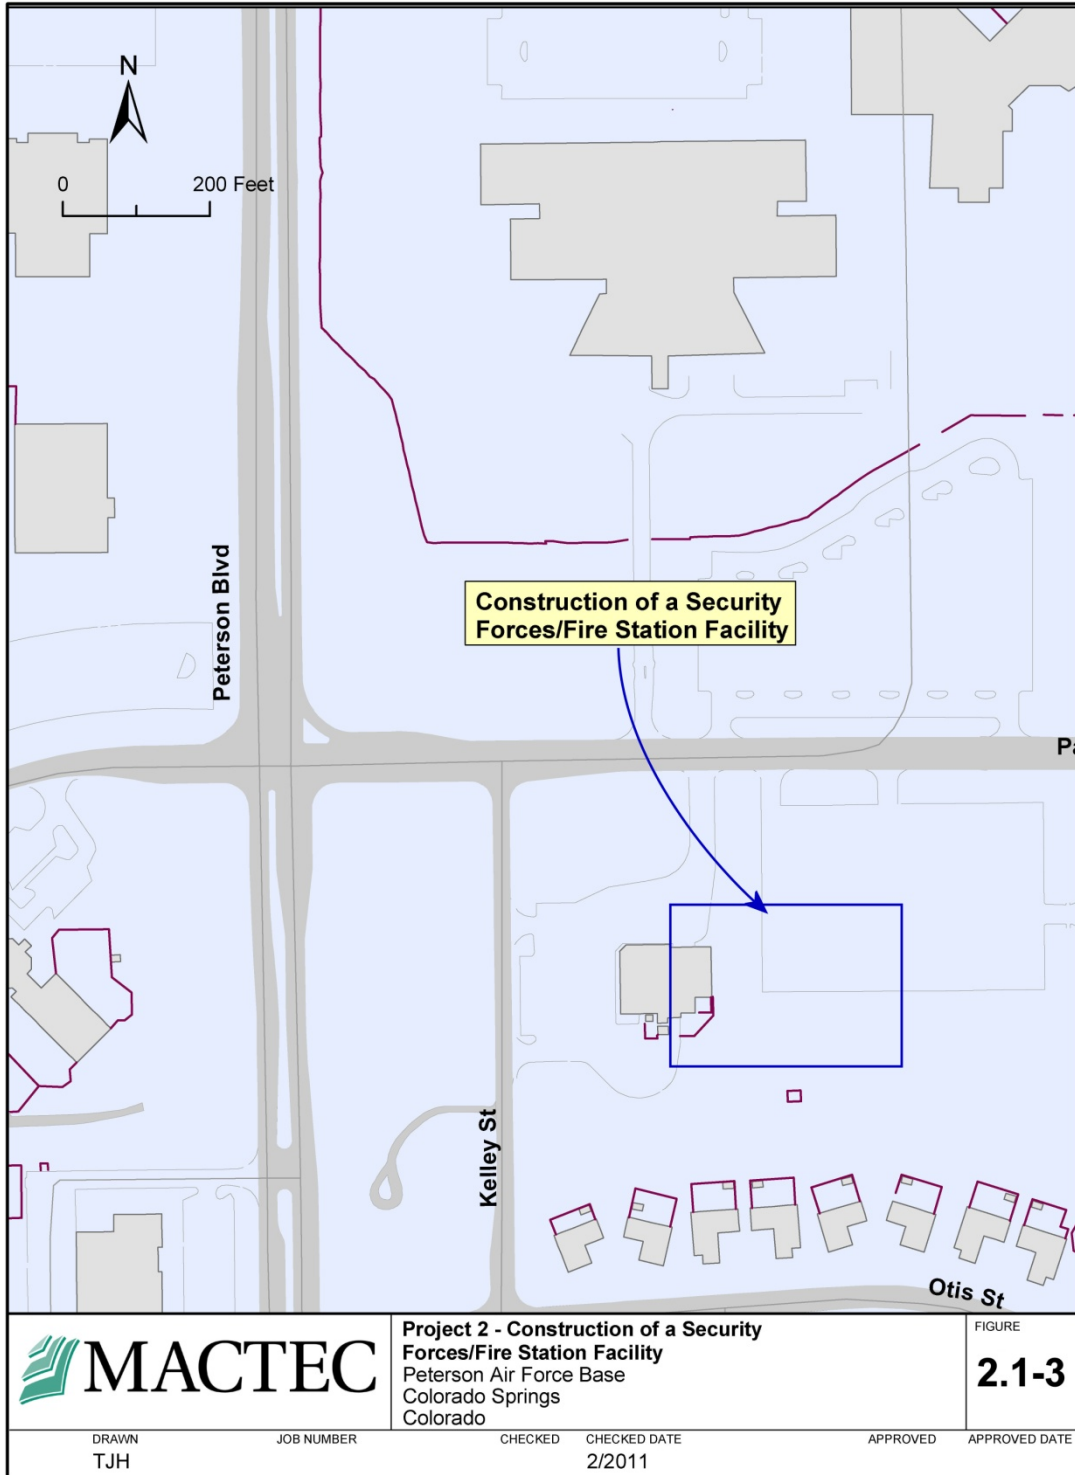 N
0 200 Feet
Peterson Blvd
Construction of a Security
Forces/Fire Station Facility
Pa
Kelley St
Otis St
MACTEC
Project 2 - Construction of a Security
Forces/Fire Station Facility
Peterson Air Force Base
Colorado Springs
Colorado
FIGURE
2.1-3
DRAWN JOB NUMBER CHECKED CHECKED DATE APPROVED APPROVED DATE
TJH 2/2011